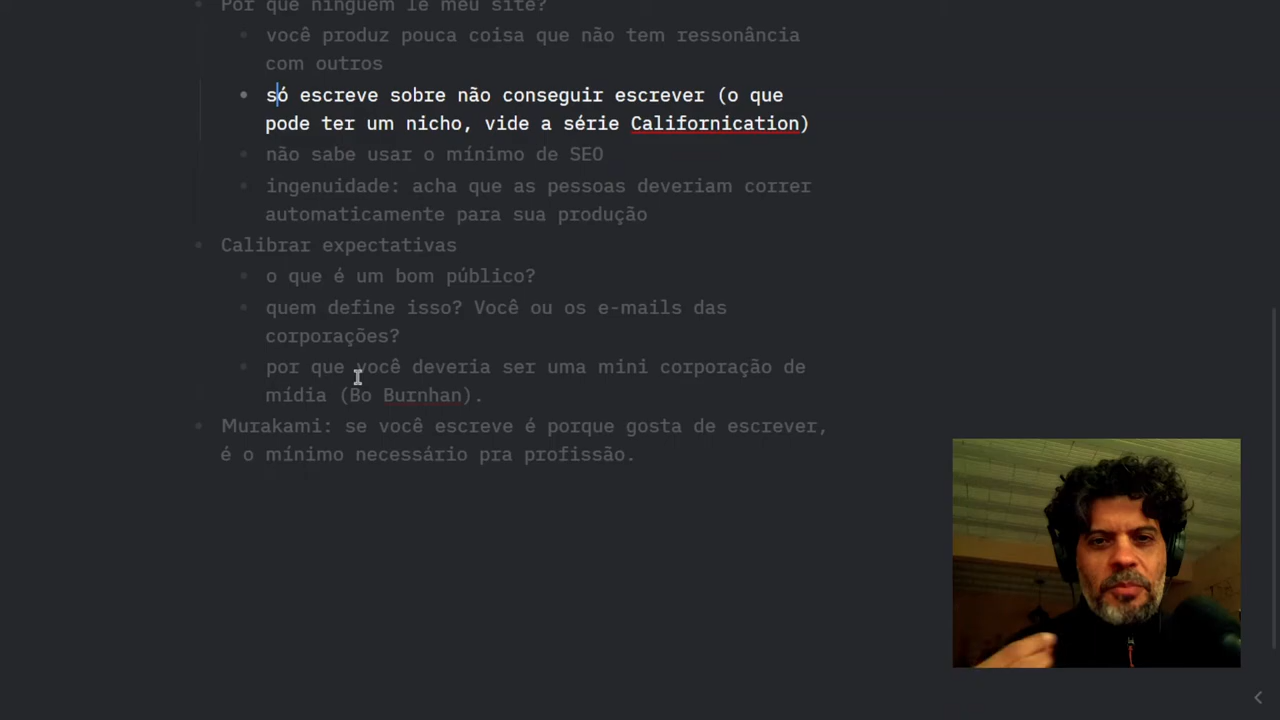 Por que ninguém lê meu site?
você produz pouca coisa que não tem ressonância
com outros
só escreve sobre não conseguir escrever (o que
pode ter um nicho, vide a série Californication)
não sabe usar o mínimo de SEO
ingenuidade: acha que as pessoas deveriam correr
automaticamente para sua produção
Calibrar expectativas
o que é um bom público?
quem define isso? Você ou os e-mails das
corporações?
por que você deveria ser uma mini corporação de
mídia (Bo Burnhan).
Murakami: se você escreve é porque gosta de escrever,
é o mínimo necessário pra profissão.